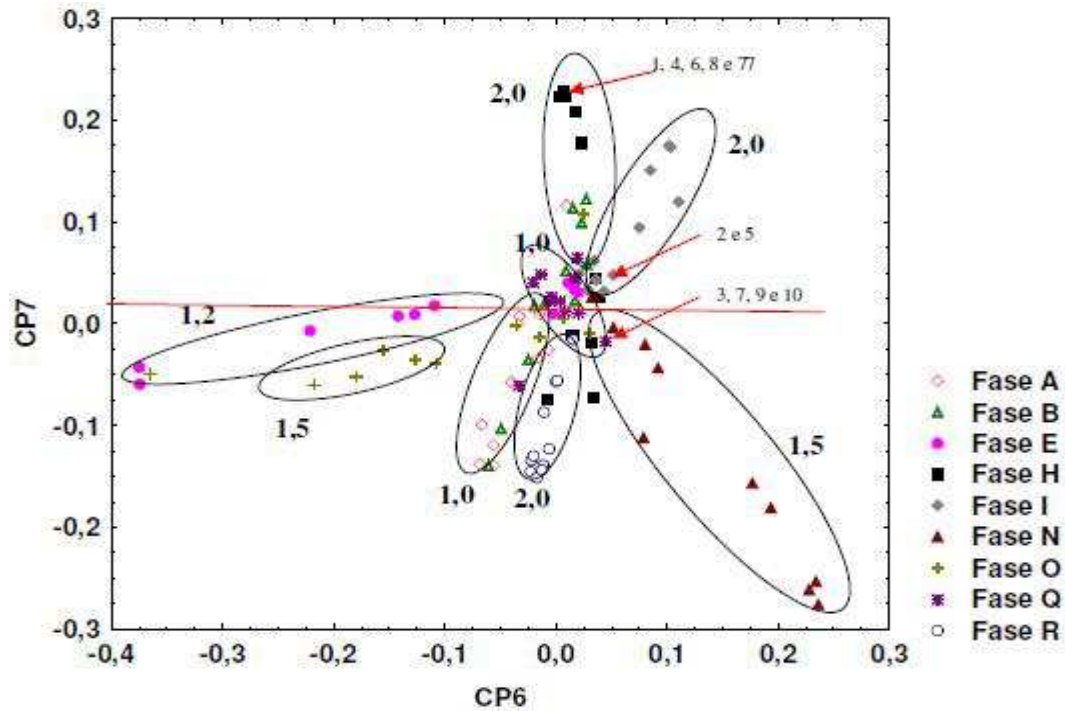 0,3
0,2
0,1
0,0
-0,1
-0,2
-0,3
CP7
-0,4
-0,3
-0,2
-0,1
0,0
0,1
0,2
0,3
CP6
2,0
1, 4, 6, 8 e 77
2,0
1,0
2 e 5
3, 7, 9 e 10
1,2
1,5
1,0
2,0
1,5
Fase A
Fase B
Fase E
Fase H
Fase I
Fase N
Fase O
Fase Q
Fase R